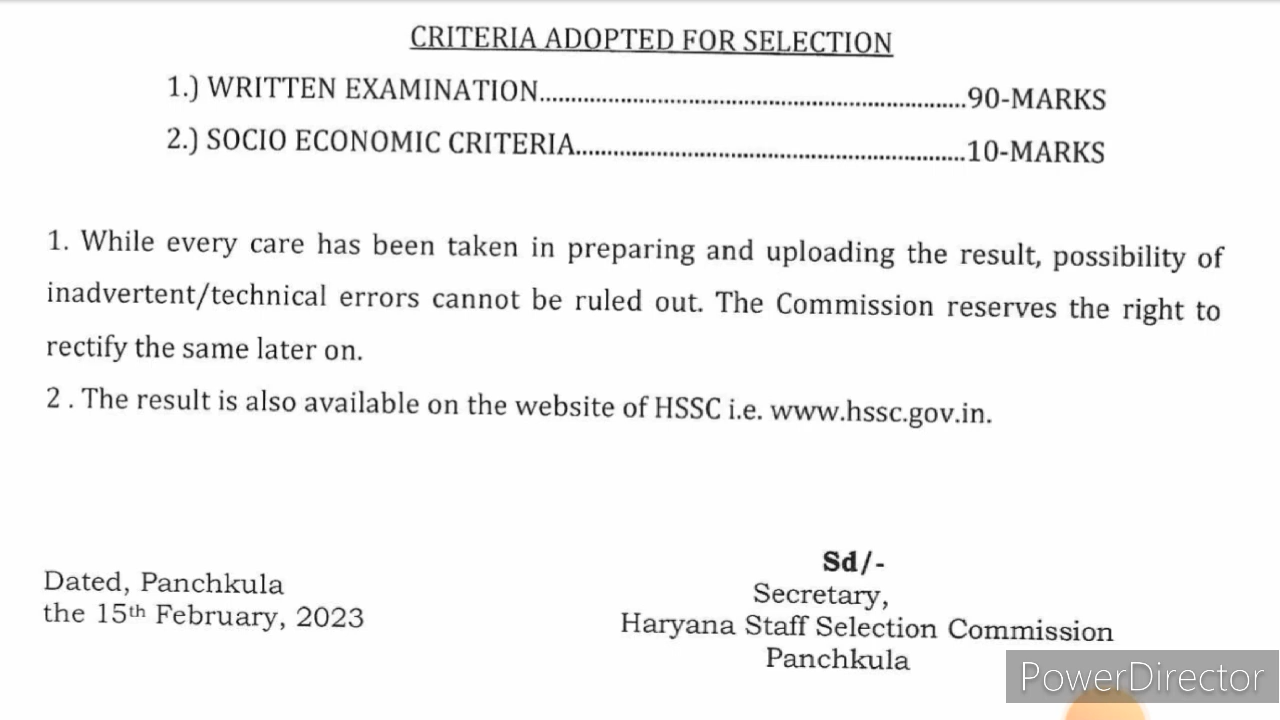 CRITERIA ADOPTED FOR SELECTION
1.) WRITTEN EXAMINATION...........................................................................90-MARKS
2.) SOCIO ECONOMIC CRITERIA.....................................................................10-MARKS
1. While every care has been taken in preparing and uploading the result, possibility of
inadvertent/technical errors cannot be ruled out. The Commission reserves the right to
rectify the same later on.
2 . The result is also available on the website of HSSC i.e. www.hssc.gov.in.
Sd/-
Dated, Panchkula
the 15th February, 2023
Secretary,
Haryana Staff Selection Commission
Panchkula
PowerDirector